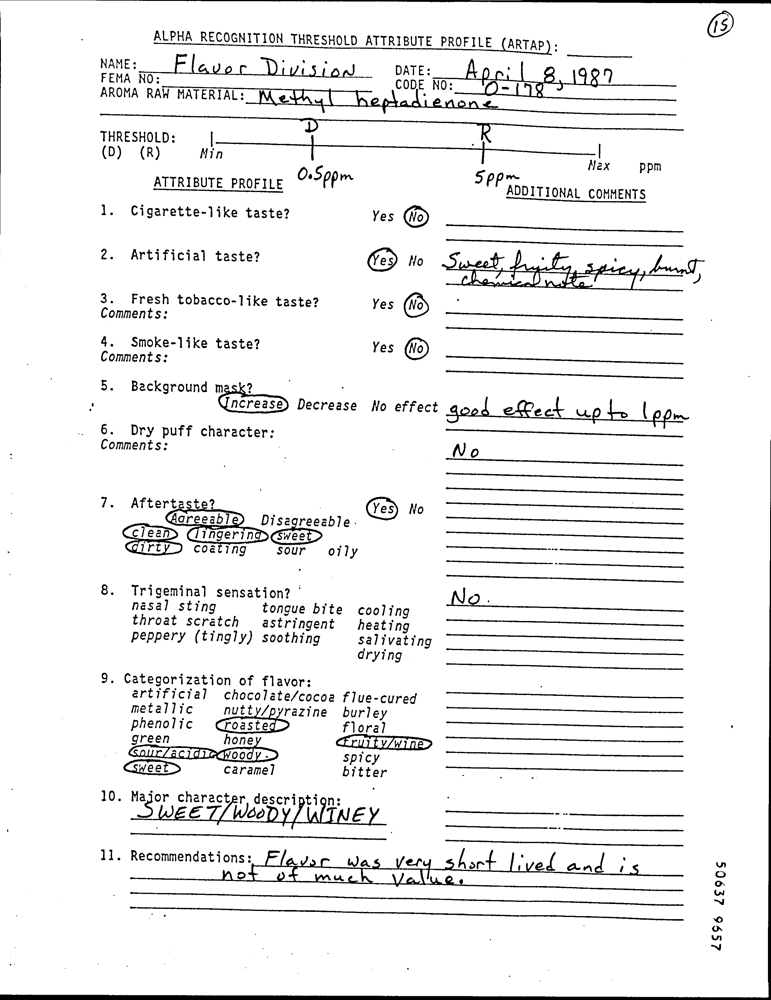 15
ALPHA RECOGNITION THRESHOLD ATTRIBUTE PROFILE (ARTAP):
NAME: Flavor Division DATE: April 8, 1987
FEMA NO: CODE NO: O-178
AROMA RAW MATERIAL: Methyl heptadienone
D R
THRESHOLD:
(D) (R) Min Max ppm
0.5ppm 5ppm
ATTRIBUTE PROFILE ADDITIONAL COMMENTS
1. Cigarette-like taste? Yes No
2. Artificial taste? Yes No Sweet, fruity, spicy, burnt,
chemical note
3. Fresh tobacco-like taste? Yes No
Comments:
4. Smoke-like taste? Yes No
Comments:
5. Background mask?
Increase Decrease No effect good effect up to 1ppm
6. Dry puff character:
Comments: No
7. Aftertaste? Yes No
Agreeable Disagreeable
clean lingering sweet
dirty coating sour oily
8. Trigeminal sensation? No.
nasal sting tongue bite cooling
throat scratch astringent heating
peppery (tingly) soothing salivating
drying
9. Categorization of flavor:
artificial chocolate/cocoa flue-cured
metallic nutty/pyrazine burley
phenolic roasted floral
green honey fruity/wine
sour/acidic woody spicy
sweet caramel bitter
10. Major character description:
SWEET/WOODY/WINEY
11. Recommendations: Flavor was very short lived and is
not of much value.
50637 9657